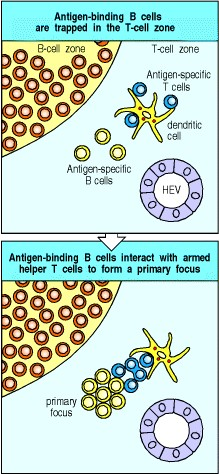 Antigen-binding B cells
are trapped in the T-cell zone
B-cell zone
T-cell zone
Antigen-specific
T cells
dendritic
cell
Antigen-specific
B cells
HEV
Antigen-binding B cells interact with armed
helper T cells to form a primary focus
primary
focus